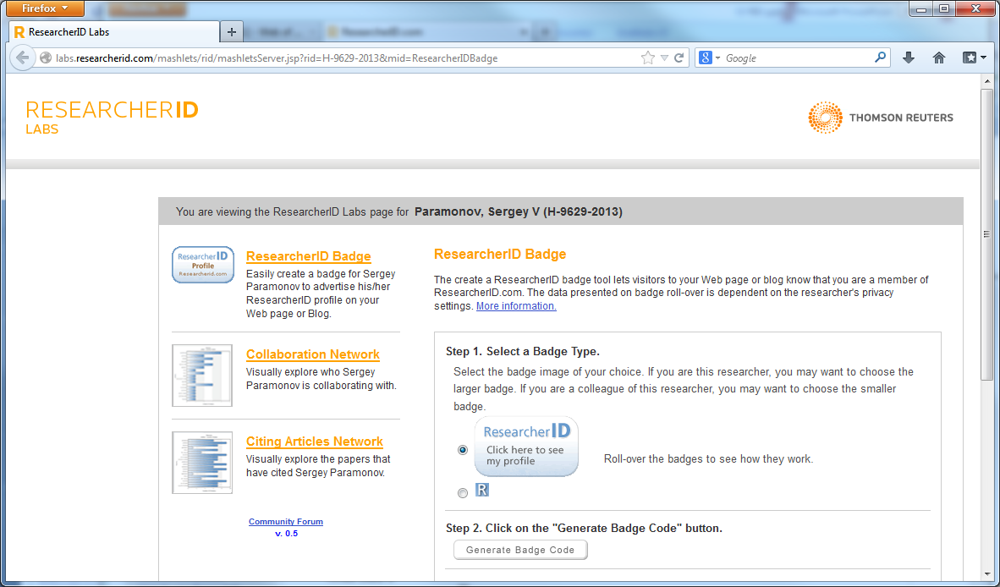 Firefox
ResearcherID Labs
labs.researcherid.com/mashlets/rid/mashletsServer.jsp?rid=H-9629-2013&mid=ResearcherIDBadge
Google
RESEARCHERID
LABS
THOMSON REUTERS
You are viewing the ResearcherID Labs page for Paramonov, Sergey V (H-9629-2013)
ResearcherID
Profile
Researcherid.com
ResearcherID Badge
Easily create a badge for Sergey
Paramonov to advertise his/her
ResearcherID profile on your
Web page or Blog.
Collaboration Network
Visually explore who Sergey
Paramonov is collaborating with.
Citing Articles Network
Visually explore the papers that
have cited Sergey Paramonov.
Community Forum
v. 0.5
ResearcherID Badge
The create a ResearcherID badge tool lets visitors to your Web page or blog know that you are a member of
ResearcherID.com. The data presented on badge roll-over is dependent on the researcher's privacy
settings. More information.
Step 1. Select a Badge Type.
Select the badge image of your choice. If you are this researcher, you may want to choose the
larger badge. If you are a colleague of this researcher, you may want to choose the smaller
badge.
ResearcherID
Click here to see
my profile
Roll-over the badges to see how they work.
R
Step 2. Click on the "Generate Badge Code" button.
Generate Badge Code